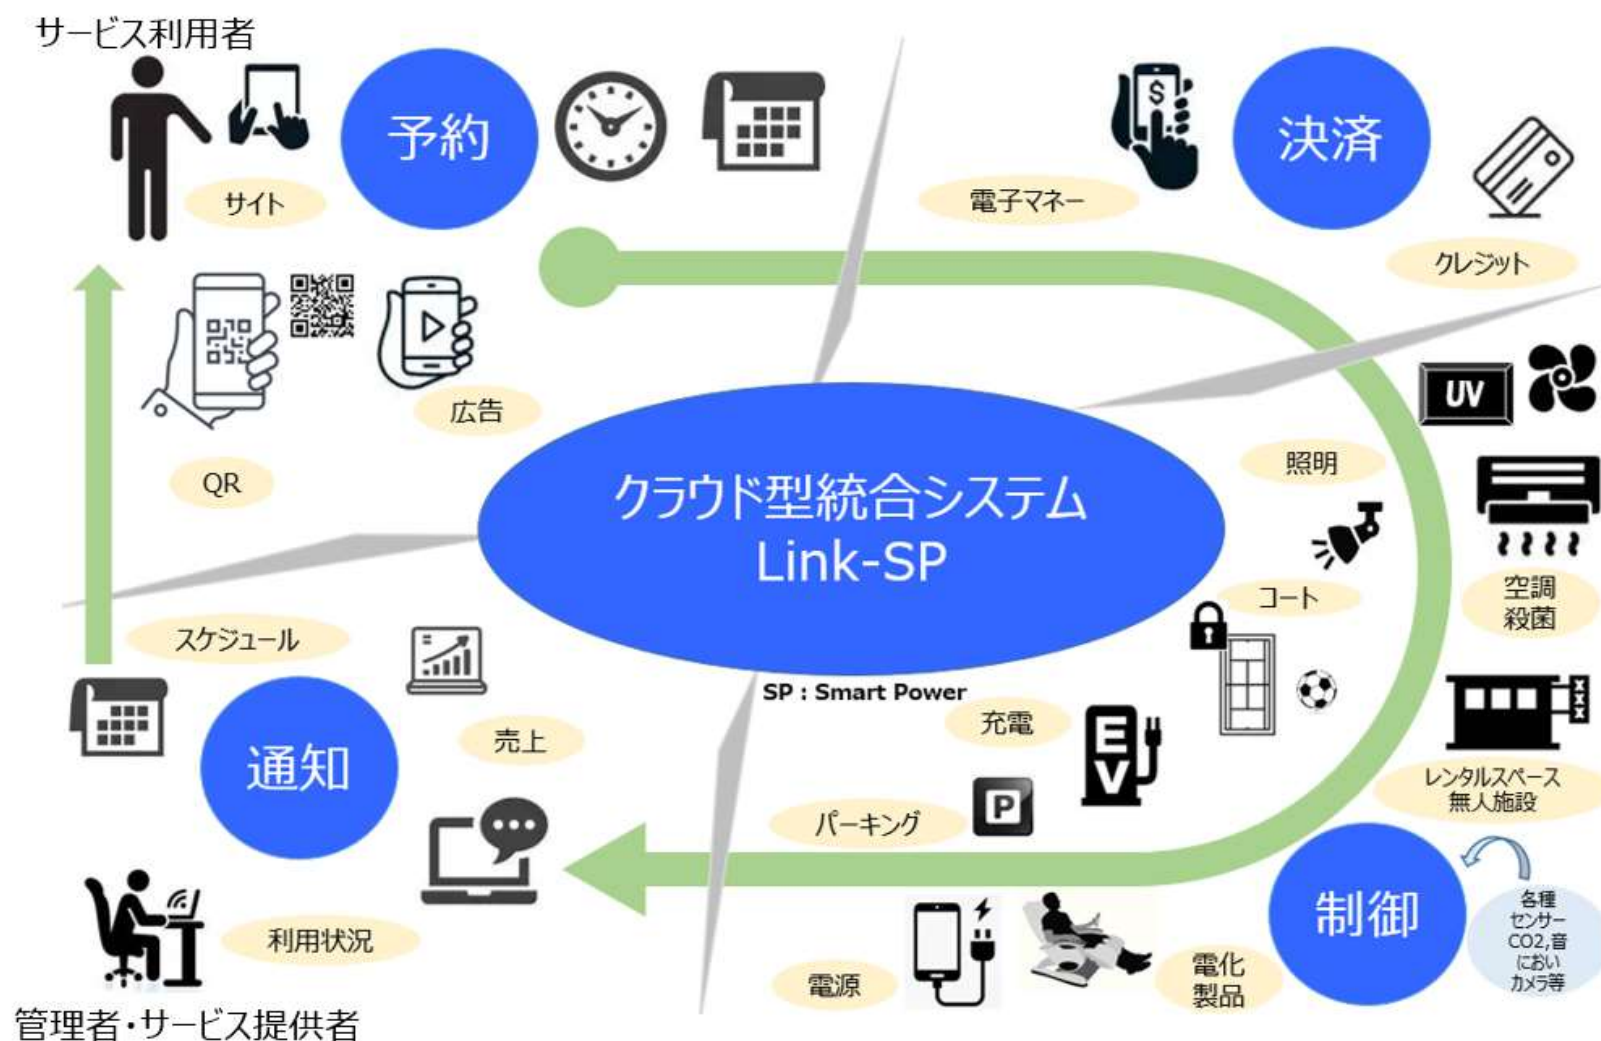 サービス利用者
予約
サイト
QR
広告
決済
電子マネー
$
クレジット
クラウド型統合システム
Link-SP
SP : Smart Power
UV
照明
空調
殺菌
コート
レンタルスペース
無人施設
XXX
充電
EV
パーキング
P
制御
各種
センサー
CO2,音
におい
カメラ等
電源
電化
製品
スケジュール
通知
売上
利用状況
管理者・サービス提供者